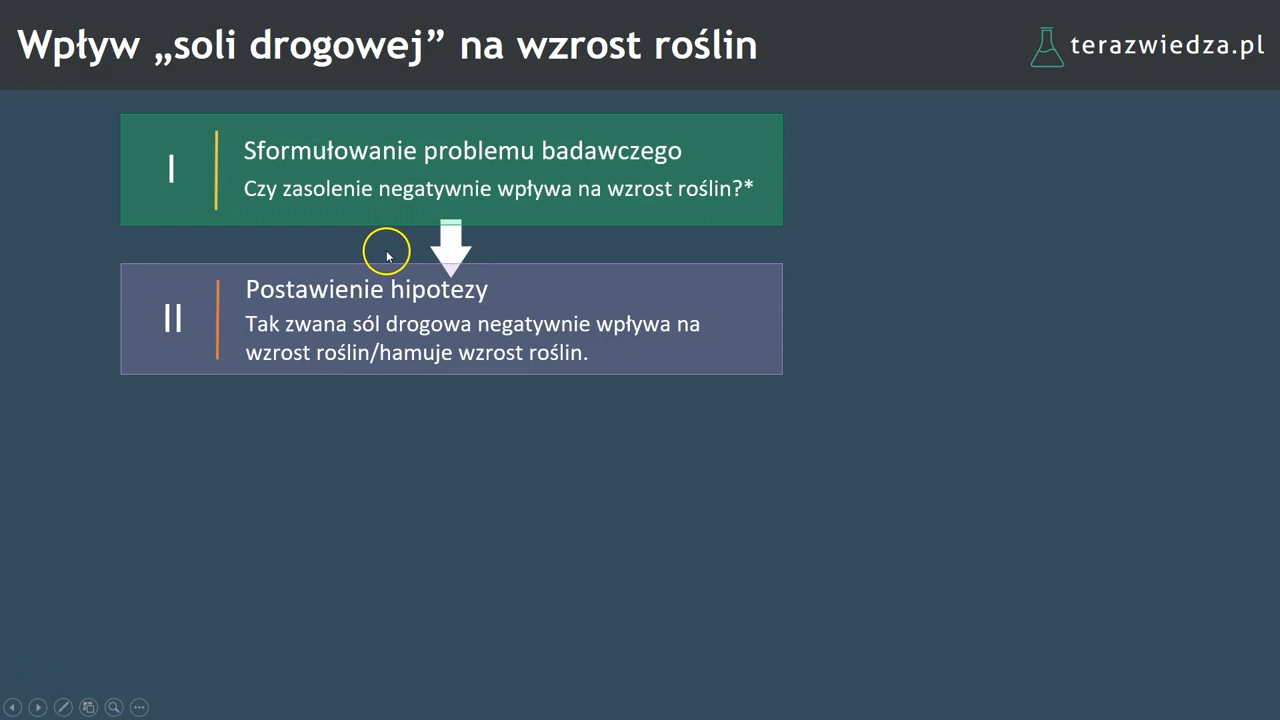 Wpływ „soli drogowej” na wzrost roślin
terazwiedza.pl
I
Sformułowanie problemu badawczego
Czy zasolenie negatywnie wpływa na wzrost roślin?*
II
Postawienie hipotezy
Tak zwana sól drogowa negatywnie wpływa na
wzrost roślin/hamuje wzrost roślin.